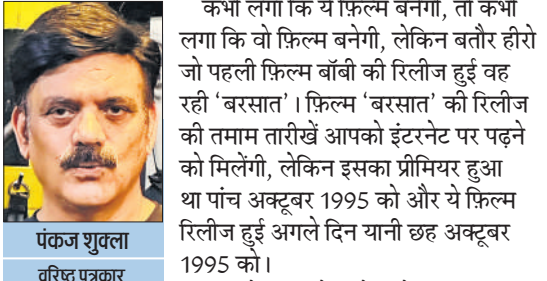 कभी लगा कि ये फ़िल्म बनेगी, तो कभी
लगा कि वो फ़िल्म बनेगी, लेकिन बतौर हीरो
जो पहली फ़िल्म बॉबी की रिलीज हुई वह
रही ‘बरसात’। फ़िल्म ‘बरसात’ की रिलीज
की तमाम तारीखें आपको इंटरनेट पर पढ़ने
को मिलेंगी, लेकिन इसका प्रीमियर हुआ
था पांच अक्टूबर 1995 को और ये फ़िल्म
रिलीज हुई अगले दिन यानी छह अक्टूबर
1995 को।
पंकज शुक्ला
वरिष्ठ पत्रकार